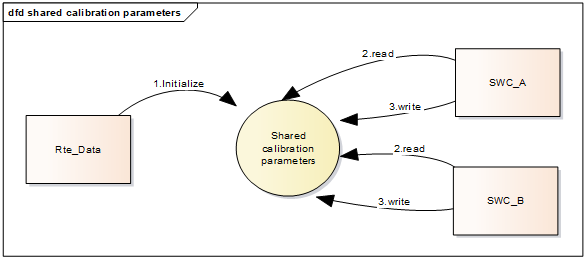 dfd shared calibration parameters
2.read
1.Initialize
SWC_A
3.write
Shared
calibration
parameters
Rte_Data
2.read
SWC_B
3.write